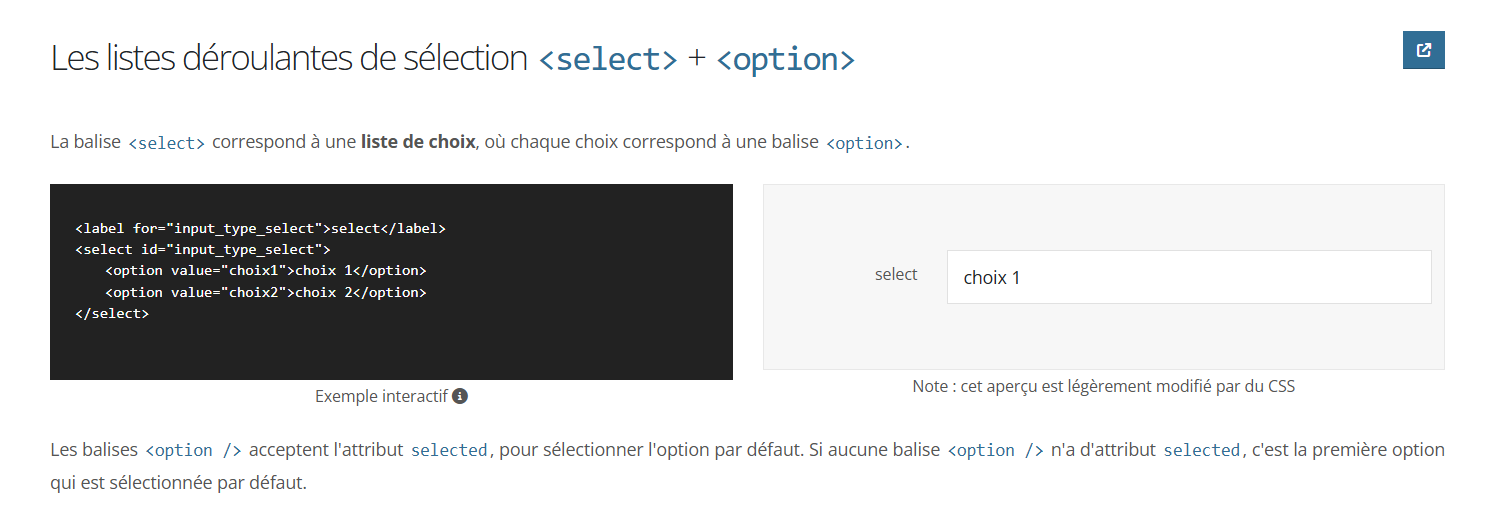 Les listes déroulantes de sélection <select> + <option>
La balise <select> correspond à une liste de choix, où chaque choix correspond à une balise <option>.
<label for="input_type_select">select</label>
<select id="input_type_select">
<option value="choix1">choix 1</option>
<option value="choix2">choix 2</option>
</select>
Exemple interactif
select
choix 1
Note : cet aperçu est légèrement modifié par du CSS
Les balises <option /> acceptent l'attribut selected, pour sélectionner l'option par défaut. Si aucune balise <option /> n'a d'attribut selected, c'est la première option
qui est sélectionnée par défaut.